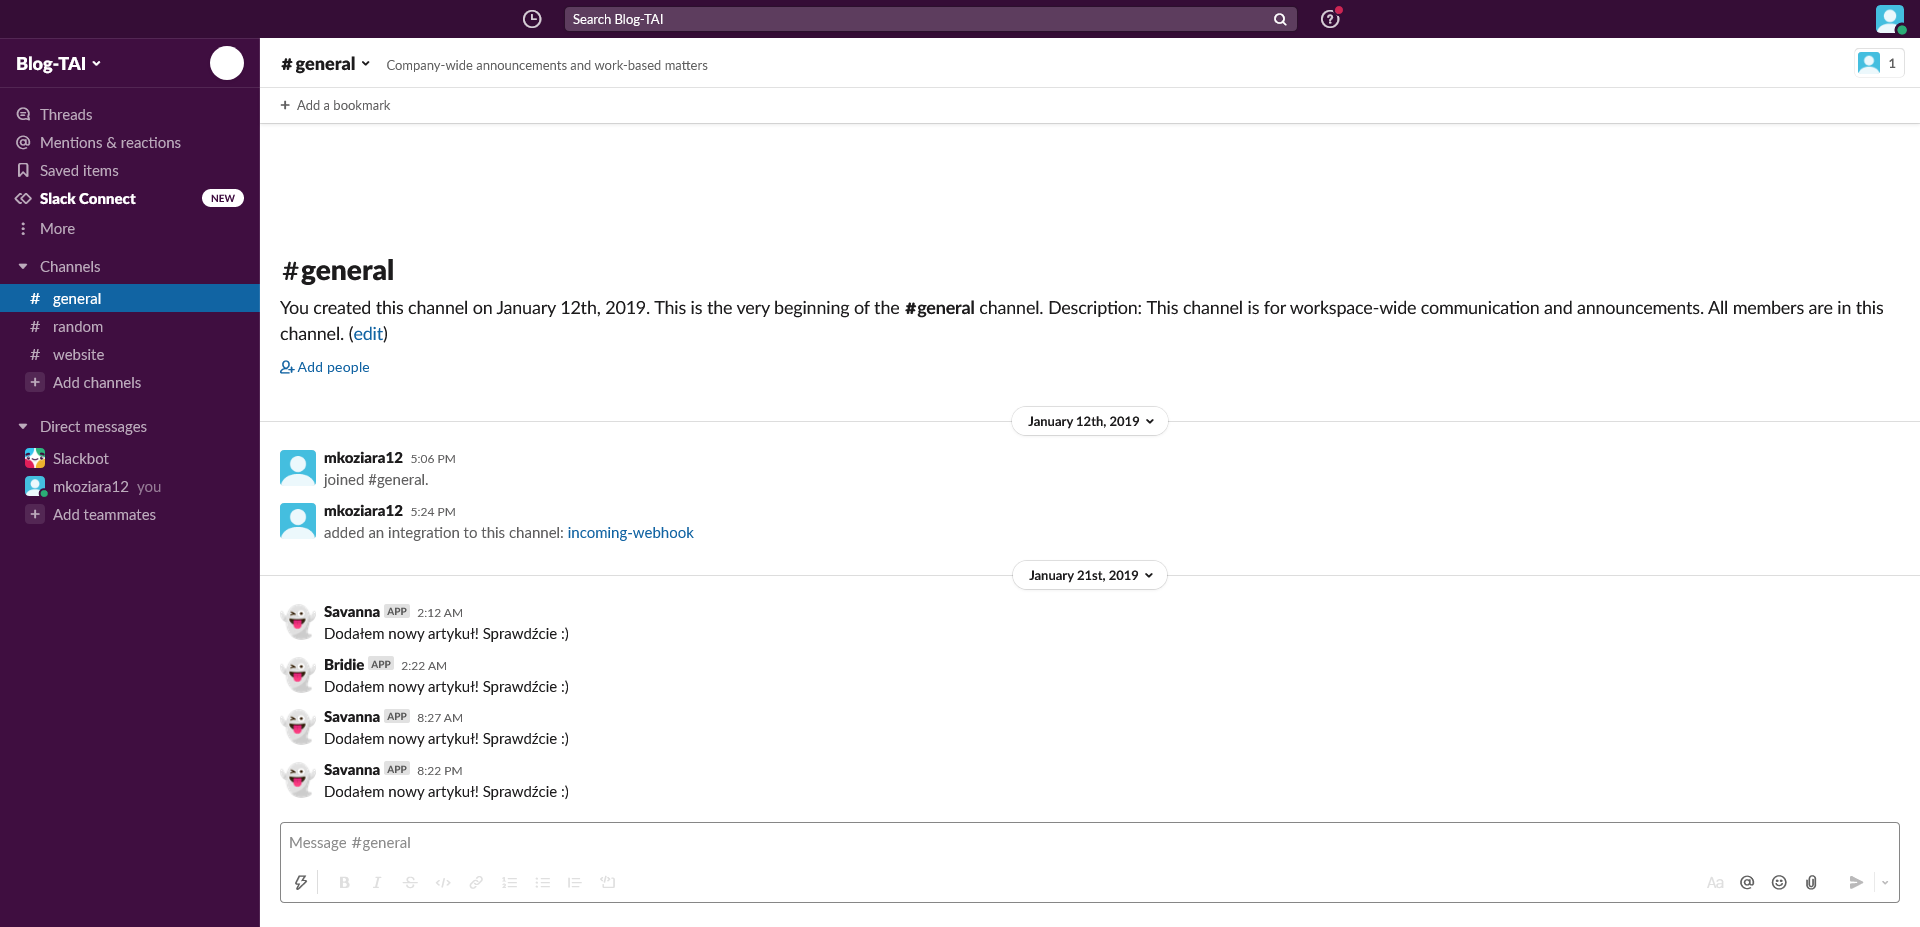 Search Blog-TAI
Blog-TAI
Threads
Mentions & reactions
Saved items
Slack Connect NEW
More
Channels
# general
# random
# website
+ Add channels
Direct messages
Slackbot
mkoziara12 you
+ Add teammates
#general Company-wide announcements and work-based matters 1
+ Add a bookmark
#general
You created this channel on January 12th, 2019. This is the very beginning of the #general channel. Description: This channel is for workspace-wide communication and announcements. All members are in this
channel. (edit)
Add people
January 12th, 2019
mkoziara12 5:06 PM
joined #general.
mkoziara12 5:24 PM
added an integration to this channel: incoming-webhook
January 21st, 2019
Savanna APP 2:12 AM
Dodałem nowy artykuł! Sprawdźcie :)
Bridie APP 2:22 AM
Dodałem nowy artykuł! Sprawdźcie :)
Savanna APP 8:27 AM
Dodałem nowy artykuł! Sprawdźcie :)
Savanna APP 8:22 PM
Dodałem nowy artykuł! Sprawdźcie :)
Message #general
B I S Aa @